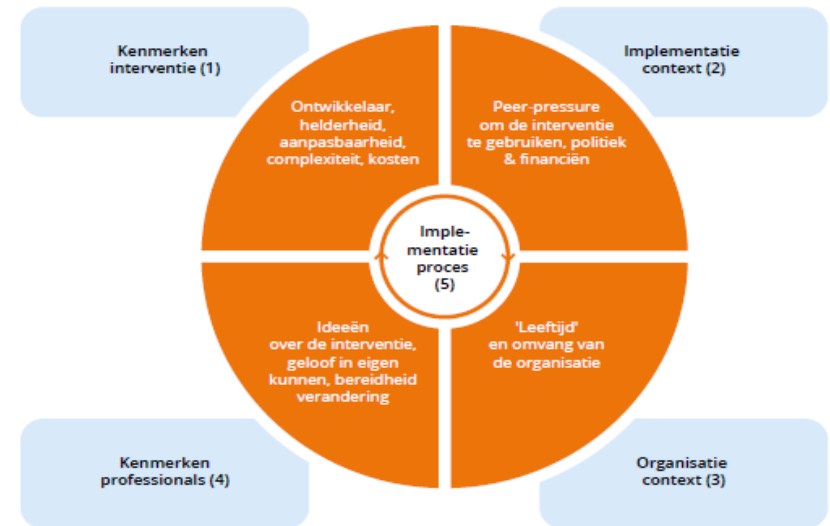 Kenmerken
interventie (1)
Implementatie
context (2)
Ontwikkelaar,
helderheid,
aanpasbaarheid,
complexiteit, kosten
Peer-pressure
om de interventie
te gebruiken, politiek
& financiën
Imple-
mentatie
proces
(5)
Ideeën
over de interventie,
geloof in eigen
kunnen, bereidheid
verandering
'Leeftijd'
en omvang van
de organisatie
Kenmerken
professionals (4)
Organisatie
context (3)